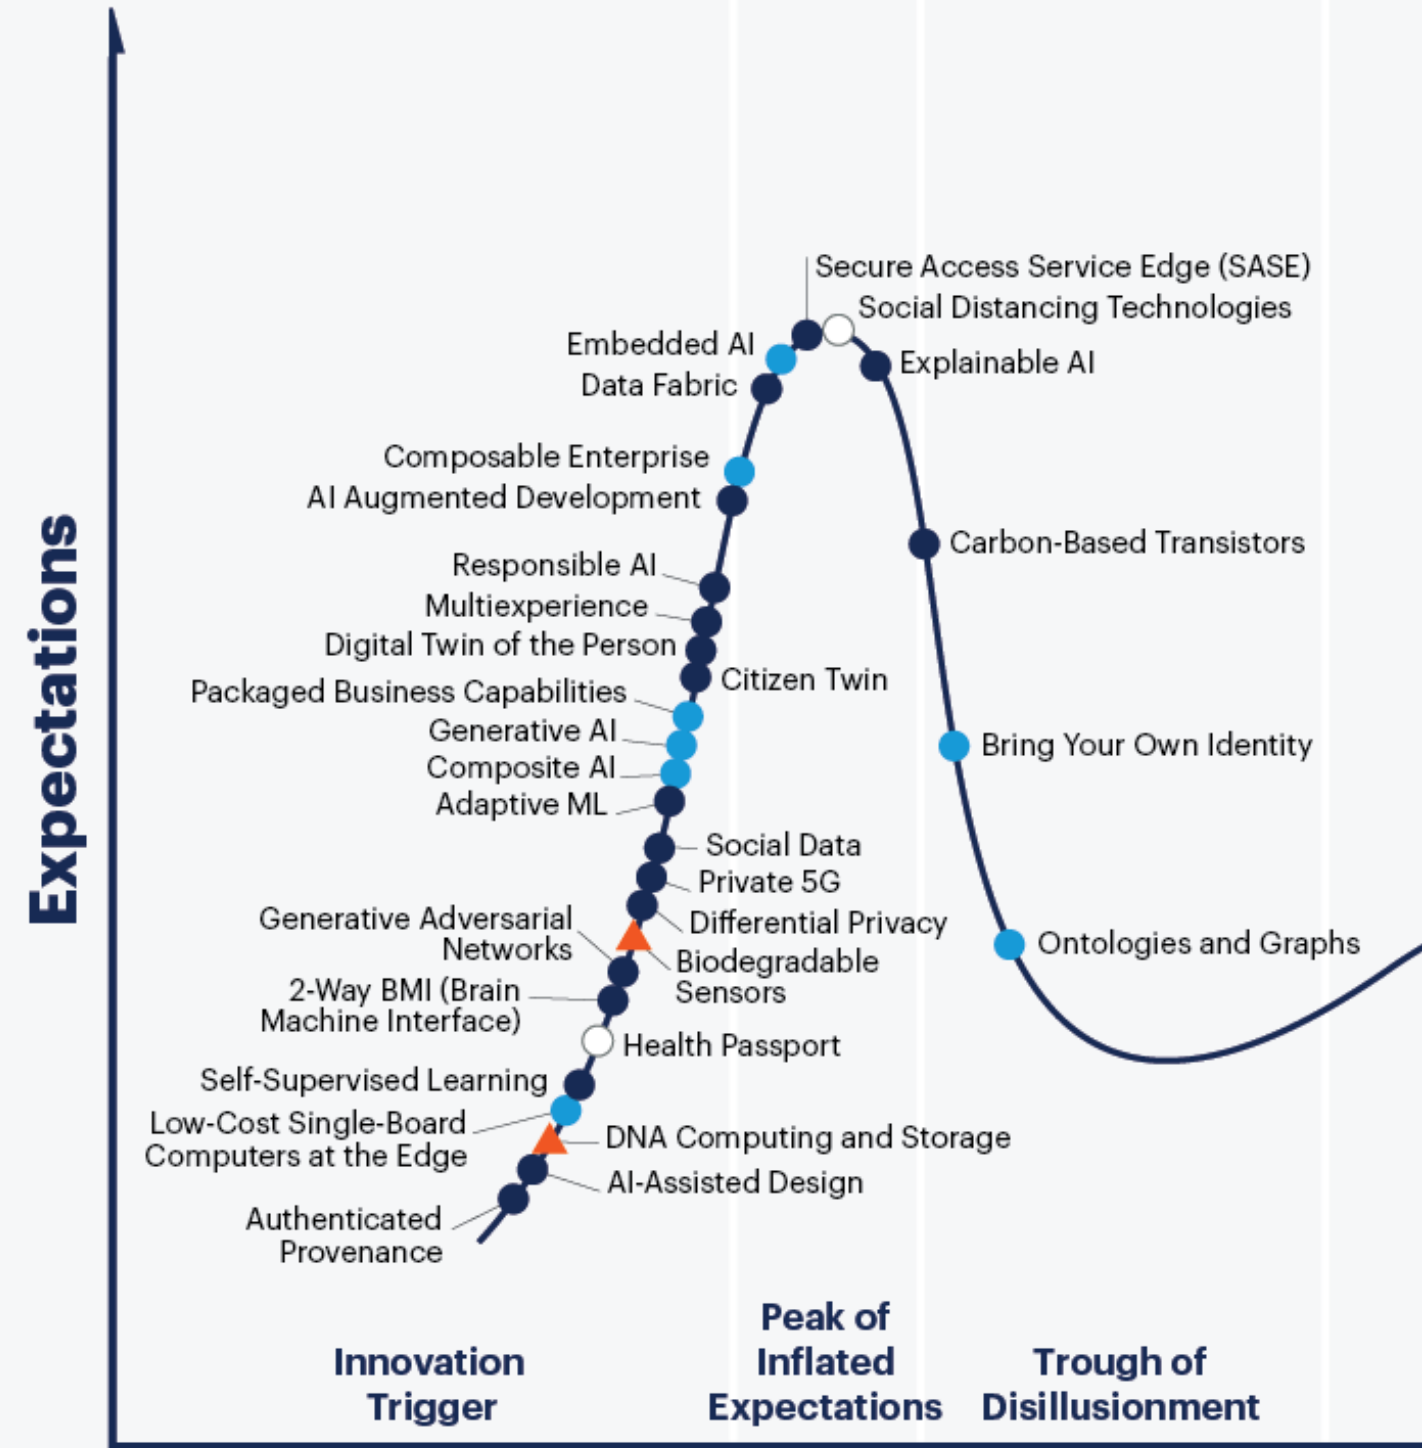 Secure Access Service Edge (SASE)
Social Distancing Technologies
Embedded AI
Explainable AI
Data Fabric
Composable Enterprise
AI Augmented Development
Carbon-Based Transistors
Responsible AI
Multiexperience
Digital Twin of the Person
Citizen Twin
Packaged Business Capabilities
Generative AI
Bring Your Own Identity
Composite AI
Adaptive ML
Social Data
Private 5G
Generative Adversarial
Networks
Differential Privacy
Ontologies and Graphs
Biodegradable
Sensors
2-Way BMI (Brain
Machine Interface)
Health Passport
Self-Supervised Learning
Low-Cost Single-Board
Computers at the Edge
DNA Computing and Storage
AI-Assisted Design
Authenticated
Provenance
Expectations
Innovation
Trigger
Peak of
Inflated
Expectations
Trough of
Disillusionment